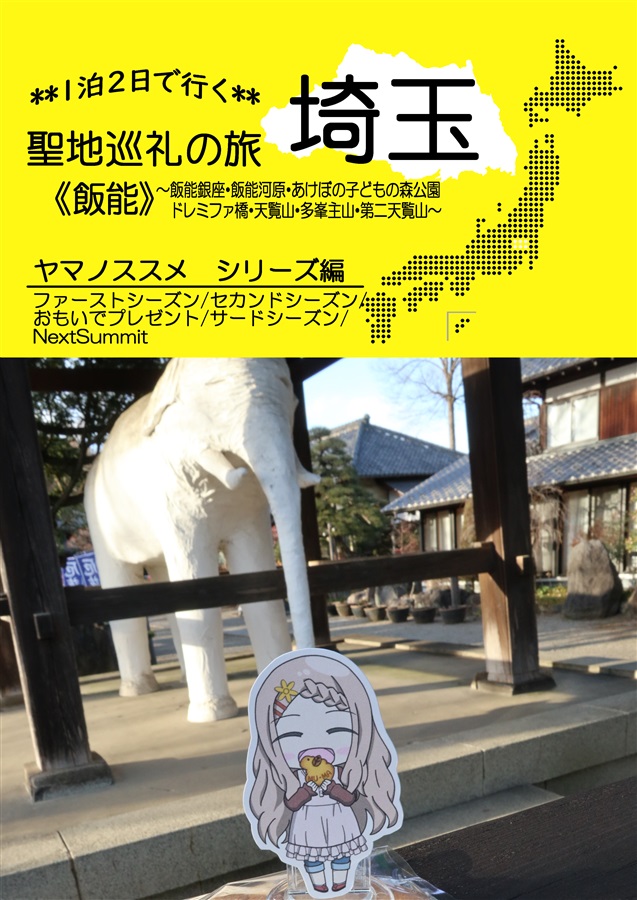 **1泊2日で行く**
埼玉
聖地巡礼の旅
《飯能》
～飯能銀座・飯能河原・あけぼの子どもの森公園
ドレミファ橋・天覧山・多峯主山・第二天覧山～
ヤマノススメ　シリーズ編
ファーストシーズン/セカンドシーズン/
おもいでプレゼント/サードシーズン/
NextSummit